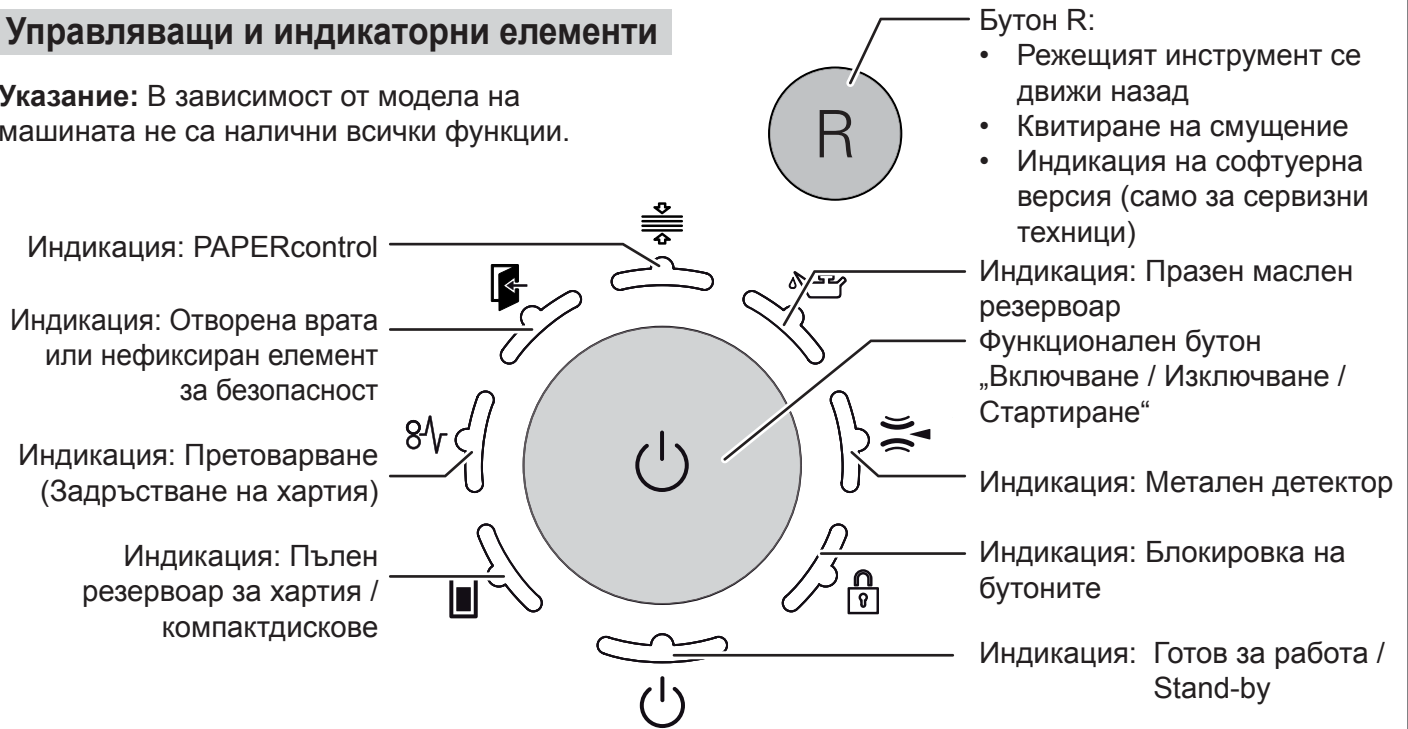 Управляващи и индикаторни елементи
Указание: В зависимост от модела на
машината не са налични всички функции.
R
Бутон R:
• Режещият инструмент се
движи назад
• Квитиране на смущение
• Индикация на софтуерна
версия (само за сервизни
техници)
Индикация: PAPERcontrol
Индикация: Отворена врата
или нефиксиран елемент
за безопасност
Индикация: Претоварване
(Задръстване на хартия)
Индикация: Пълен
резервоар за хартия /
компактдискове
Индикация: Празен маслен
резервоар
Функционален бутон
„Включване / Изключване /
Стартиране“
Индикация: Метален детектор
Индикация: Блокировка на
бутоните
Индикация: Готов за работа /
Stand-by